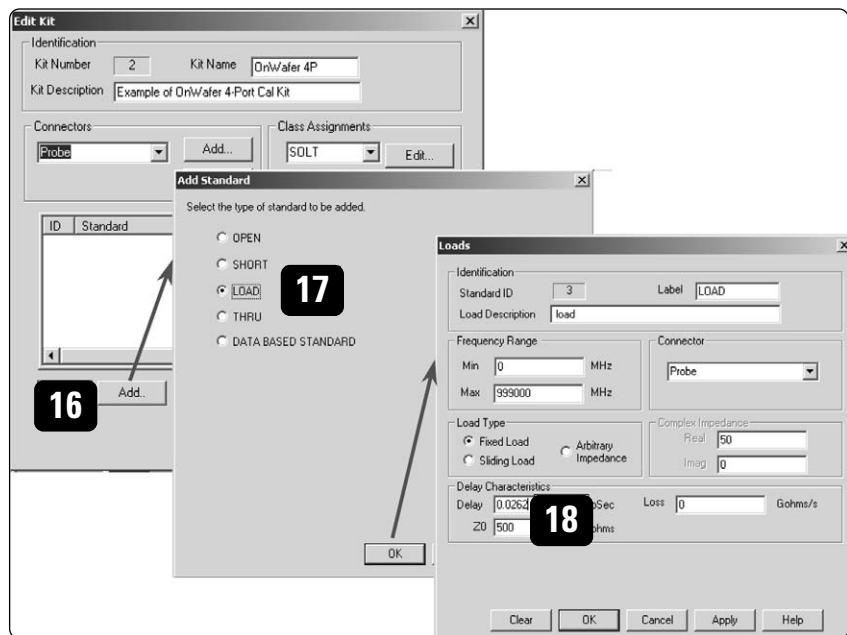 Edit Kit
Identification
Kit Number 2 Kit Name OnWafer 4P
Kit Description Example of OnWafer 4-Port Cal Kit
Connectors
Probe Add...
Class Assignments
SOLT Edit...
ID Standard
16 Add..
Add Standard
Select the type of standard to be added.
OPEN
SHORT
LOAD
17
THRU
DATA BASED STANDARD
OK
Loads
Identification
Standard ID 3 Label LOAD
Load Description load
Frequency Range
Min 0 MHz
Max 999000 MHz
Connector
Probe
Load Type
Fixed Load
Sliding Load
Arbitrary
Impedance
Complex Impedance
Real 50
Imag 0
Delay Characteristics
Delay 0.0262 pSec Loss 0 Gohms/s
18
Z0 500 ohms
Clear OK Cancel Apply Help